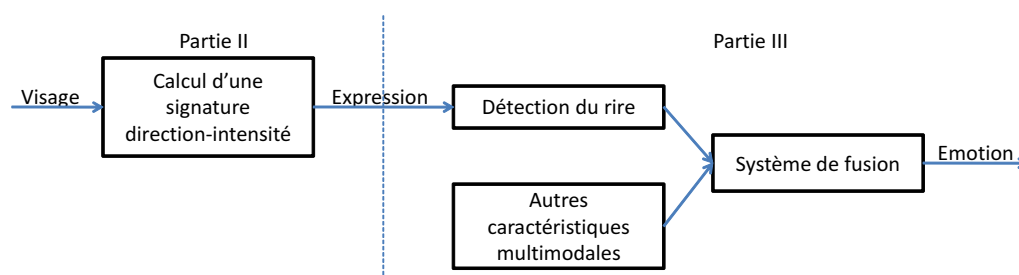 Partie II
Partie III
Visage
Calcul d'une
signature
direction-intensité
Expression
Détection du rire
Autres
caractéristiques
multimodales
Système de fusion
Emotion